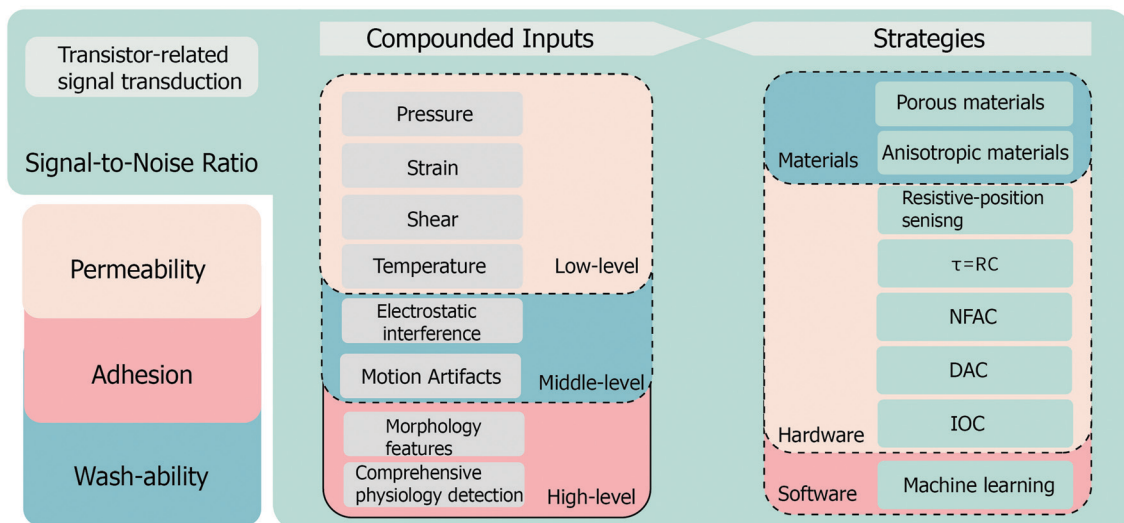 Transistor-related
signal transduction
Signal-to-Noise Ratio
Permeability
Adhesion
Wash-ability
Compounded Inputs
Pressure
Strain
Shear
Temperature
Low-level
Electrostatic
interference
Motion Artifacts
Middle-level
Morphology
features
Comprehensive
physiology detection
High-level
Strategies
Porous materials
Materials
Anisotropic materials
Resistive-position
senisng
τ=RC
NFAC
DAC
IOC
Hardware
Software
Machine learning